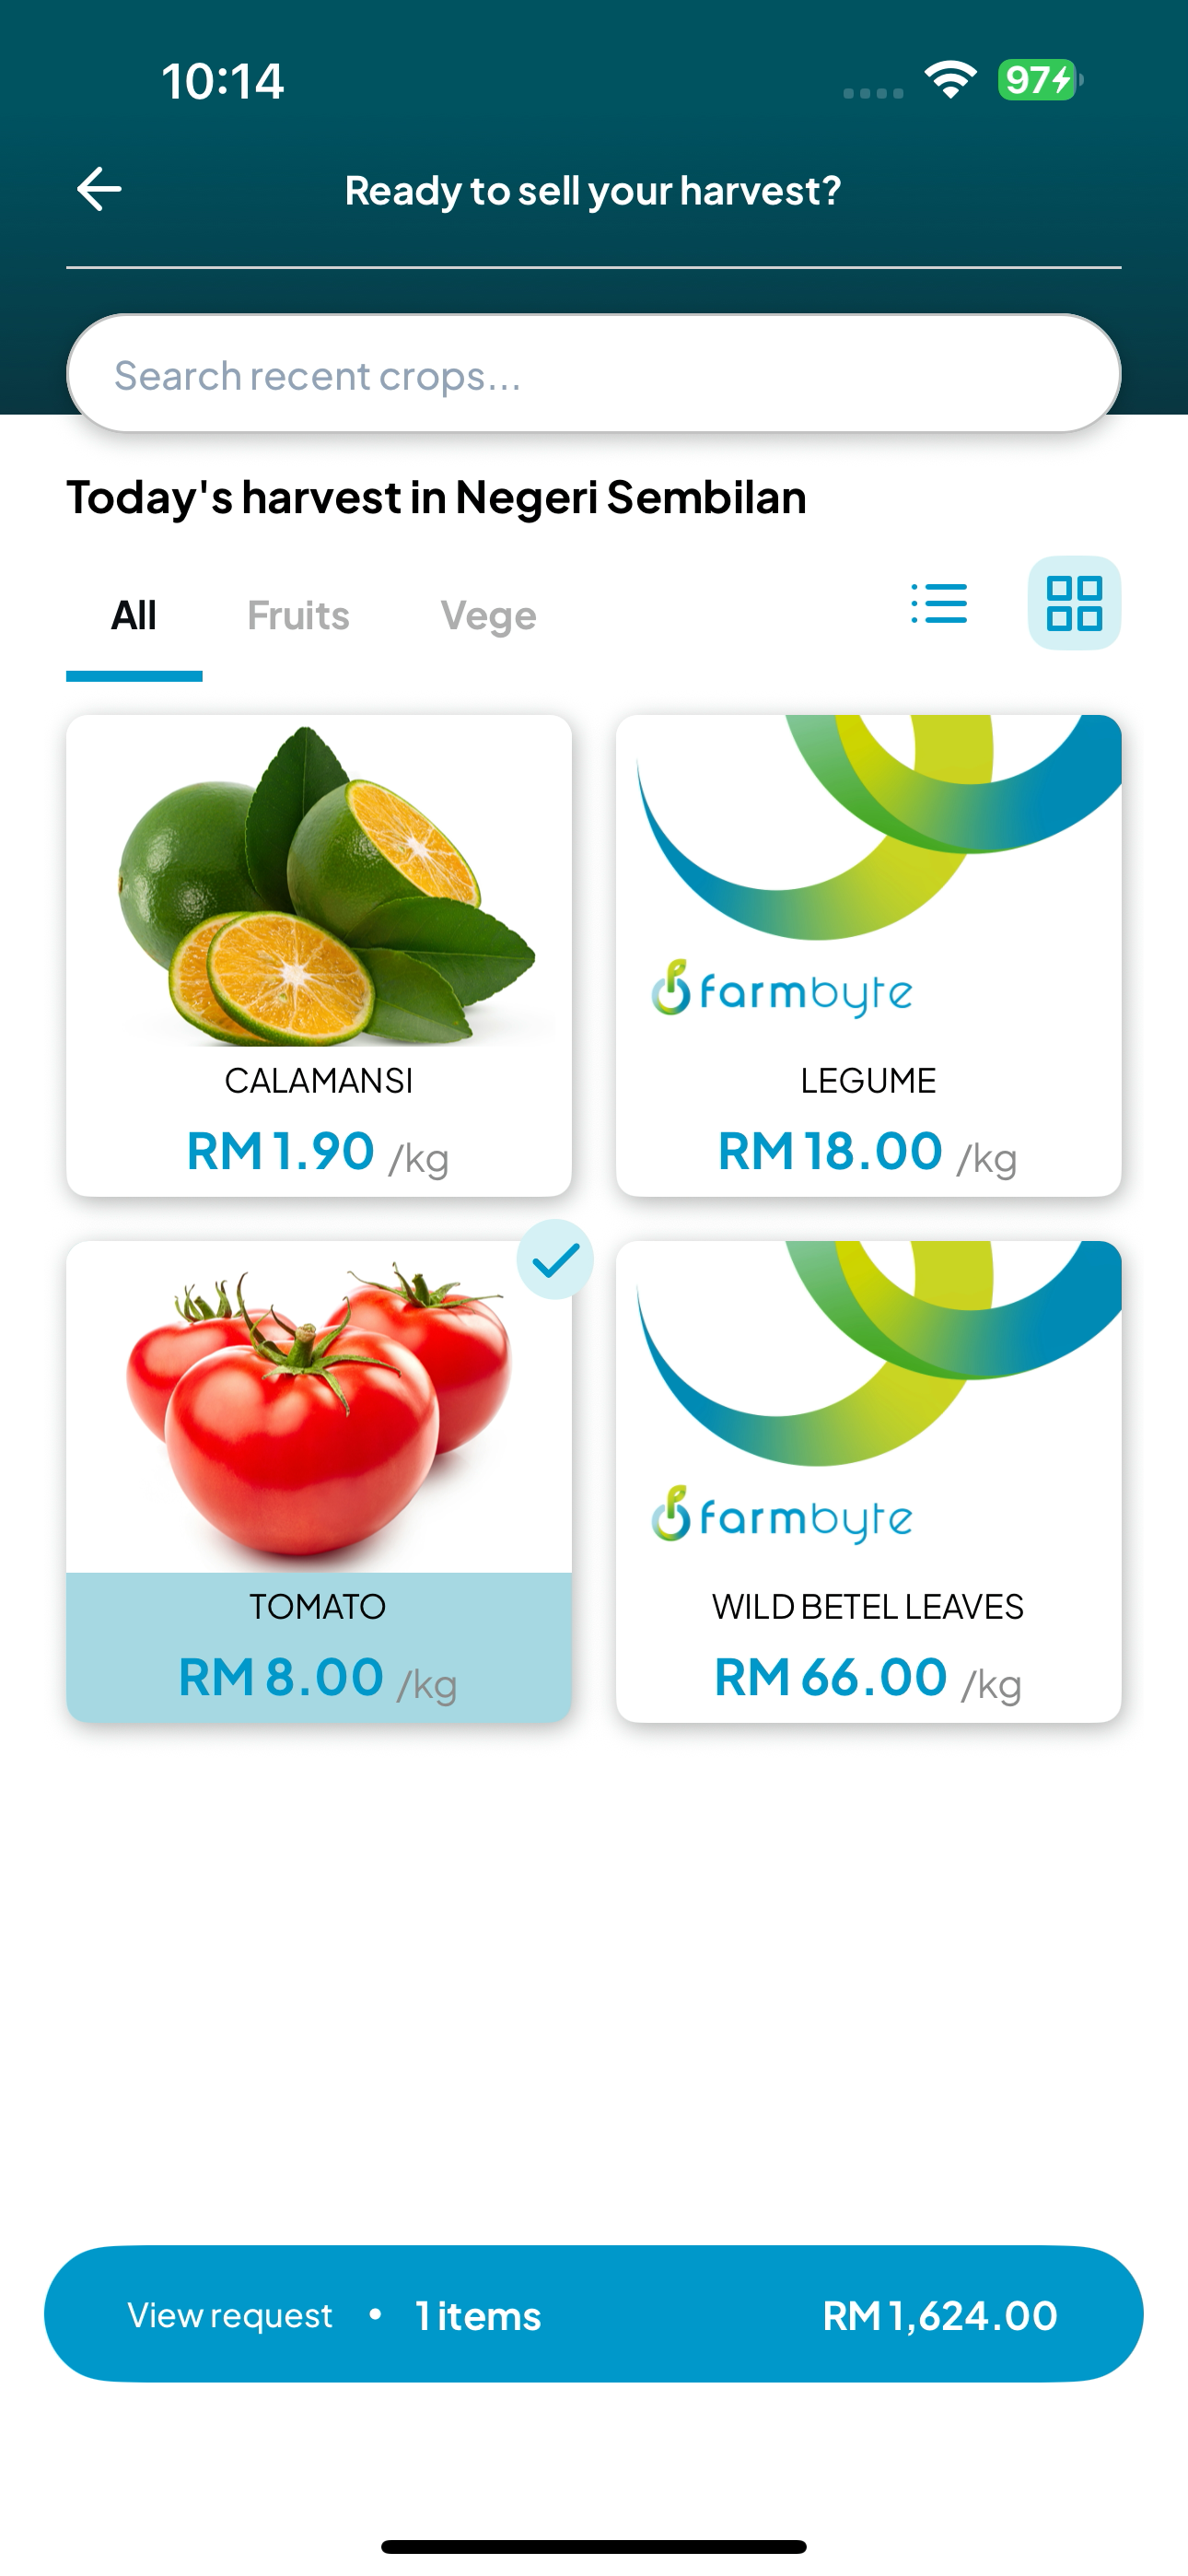 10:14
97
Ready to sell your harvest?
Search recent crops...
Today's harvest in Negeri Sembilan
All Fruits Vege
farmbyte
CALAMANSI LEGUME
RM 1.90 /kg RM 18.00 /kg
farmbyte
TOMATO WILD BETEL LEAVES
RM 8.00 /kg RM 66.00 /kg
View request • 1 items RM 1,624.00